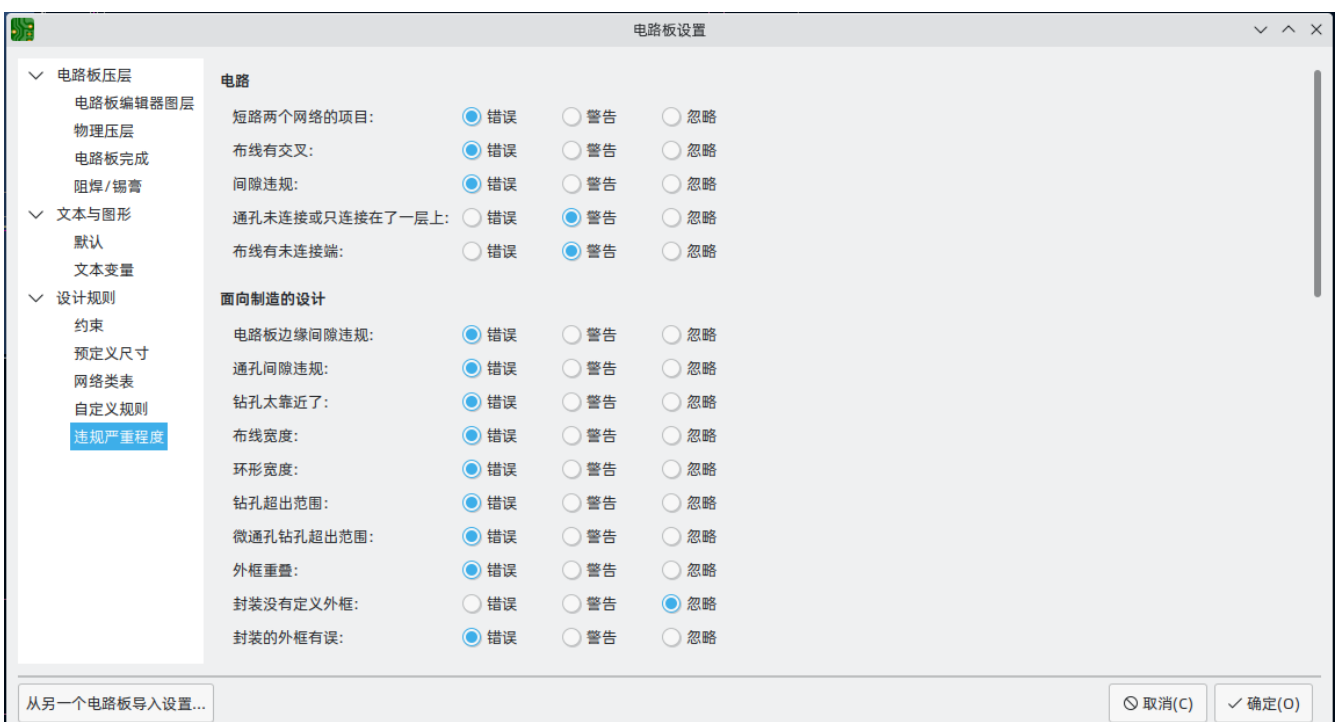 电路板设置
电路板压层
电路板编辑器图层
物理压层
电路板完成
阻焊/锡膏
文本与图形
默认
文本变量
设计规则
约束
预定义尺寸
网络类表
自定义规则
违规严重程度
电路
短路两个网络的项目: 错误 警告 忽略
布线有交叉: 错误 警告 忽略
间隙违规: 错误 警告 忽略
通孔未连接或只连接在了一层上: 错误 警告 忽略
布线有未连接端: 错误 警告 忽略
面向制造的设计
电路板边缘间隙违规: 错误 警告 忽略
通孔间隙违规: 错误 警告 忽略
钻孔太靠近了: 错误 警告 忽略
布线宽度: 错误 警告 忽略
环形宽度: 错误 警告 忽略
钻孔超出范围: 错误 警告 忽略
微通孔钻孔超出范围: 错误 警告 忽略
外框重叠: 错误 警告 忽略
封装没有定义外框: 错误 警告 忽略
封装的外框有误: 错误 警告 忽略
从另一个电路板导入设置... 取消(C) 确定(O)